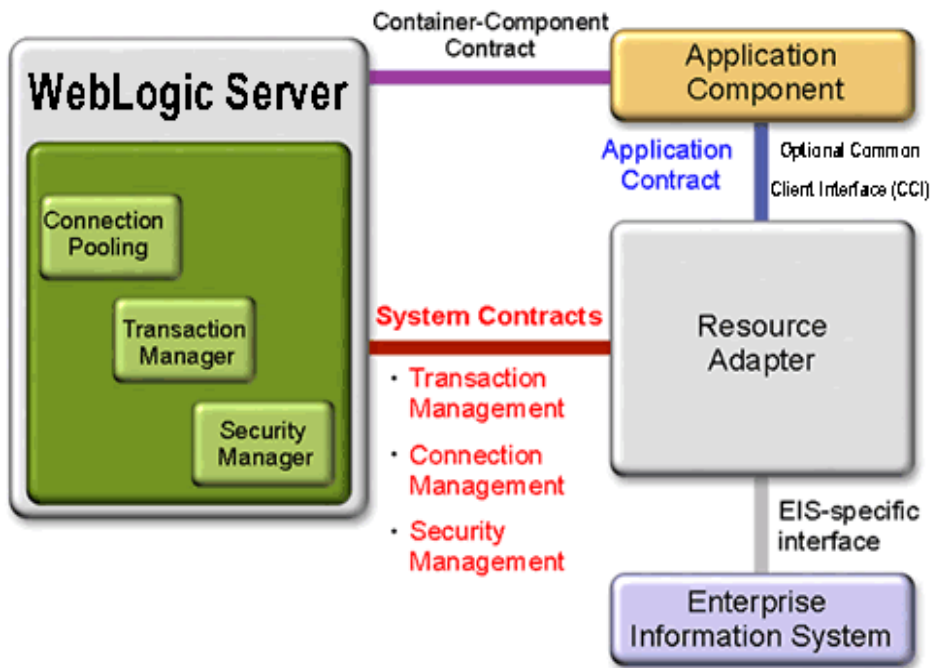 Container-Component
Contract
WebLogic Server
Application
Component
Application
Contract
Optional Common
Client Interface (CCI)
Connection
Pooling
Transaction
Manager
Security
Manager
System Contracts
· Transaction
Management
· Connection
Management
· Security
Management
Resource
Adapter
EIS-specific
interface
Enterprise
Information System